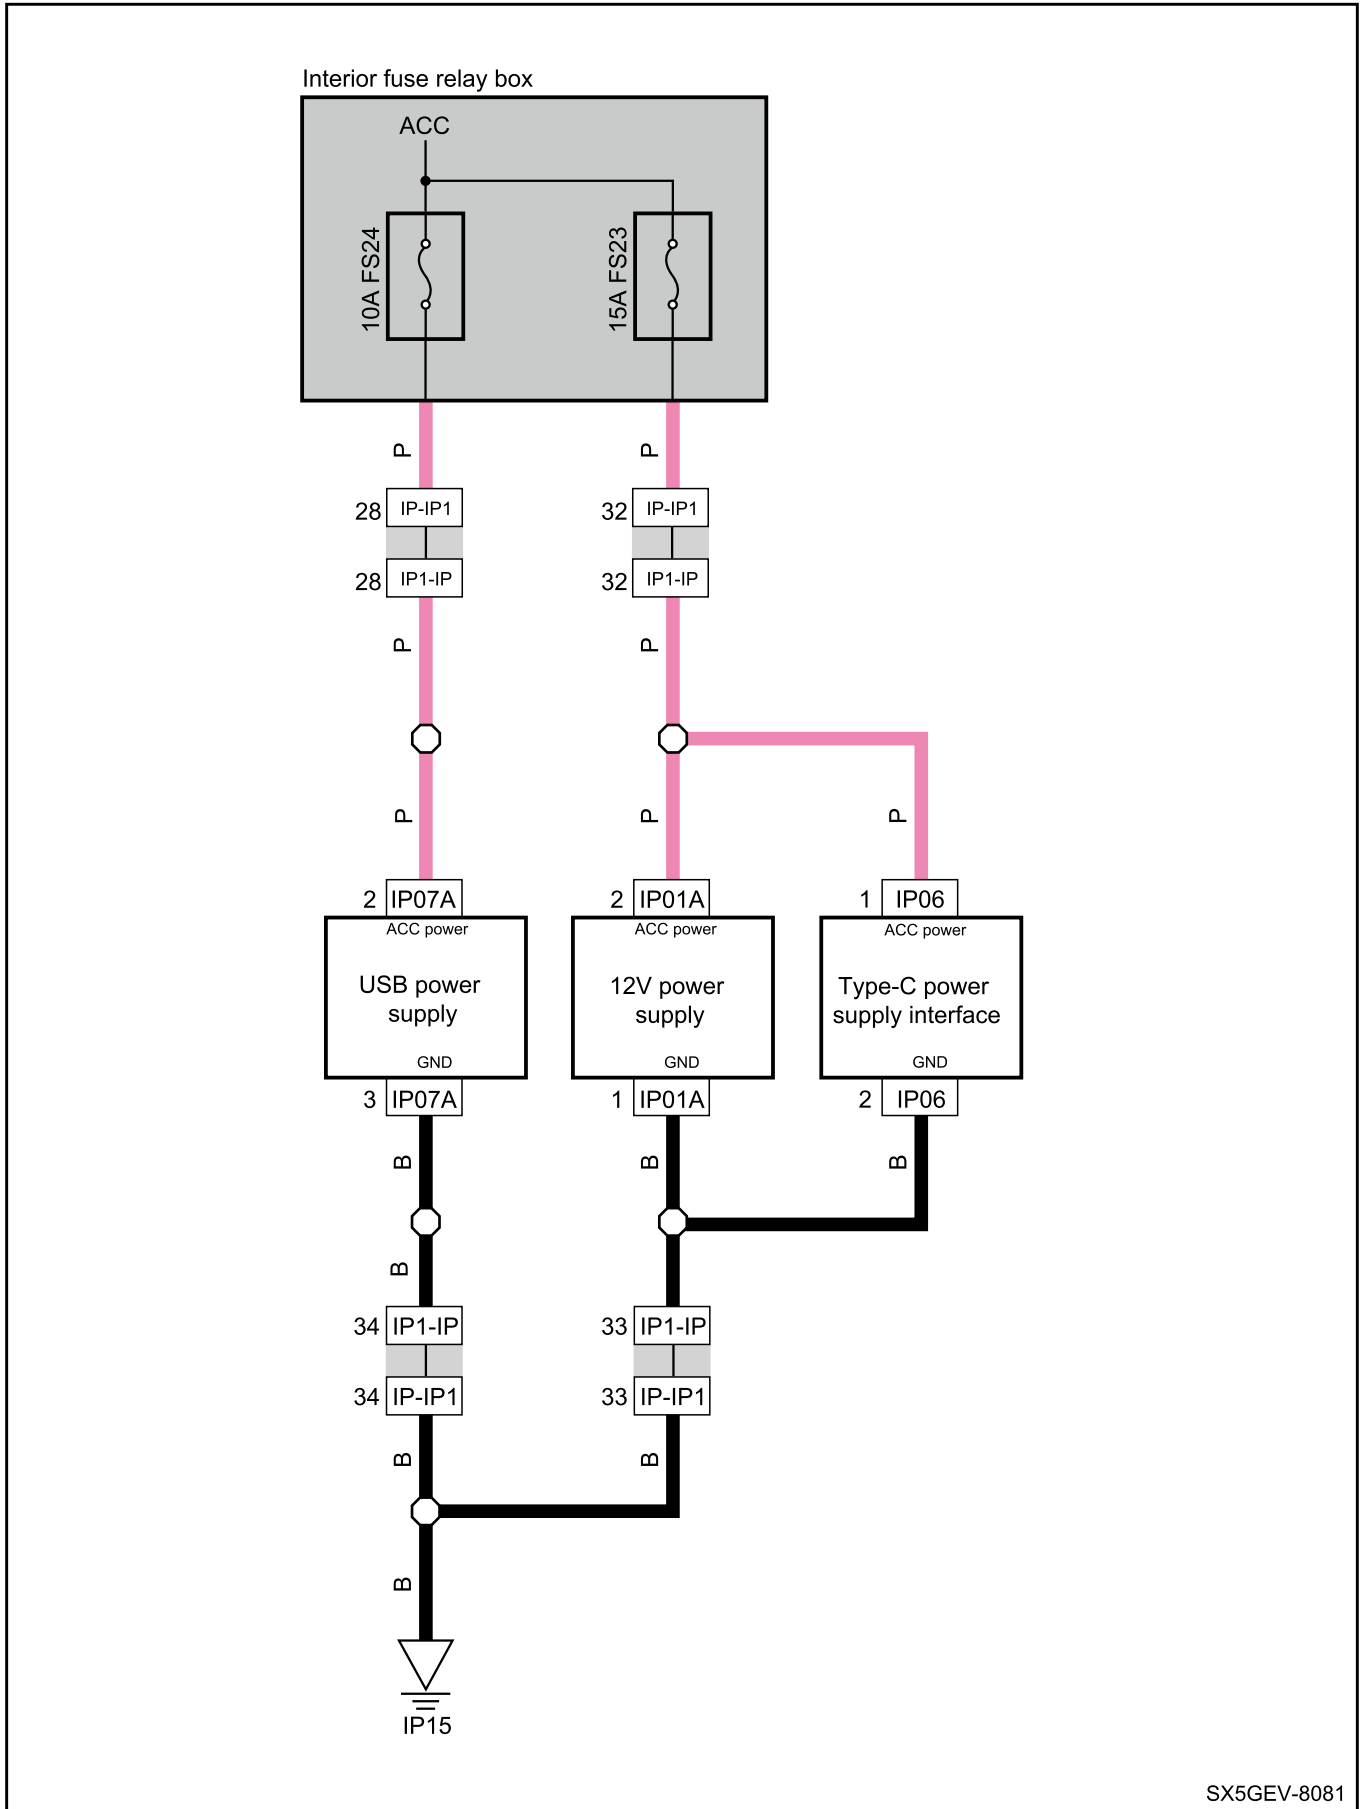 Interior fuse relay box
ACC
10A FS24
15A FS23
P
P
28 IP-IP1
32 IP-IP1
28 IP1-IP
32 IP1-IP
P
P
P
P
P
2 IP07A
2 IP01A
1 IP06
ACC power
ACC power
ACC power
USB power
supply
12V power
supply
Type-C power
supply interface
GND
GND
GND
3 IP07A
1 IP01A
2 IP06
B
B
B
B
34 IP1-IP
33 IP1-IP
34 IP-IP1
33 IP-IP1
B
B
B
IP15
SX5GEV-8081